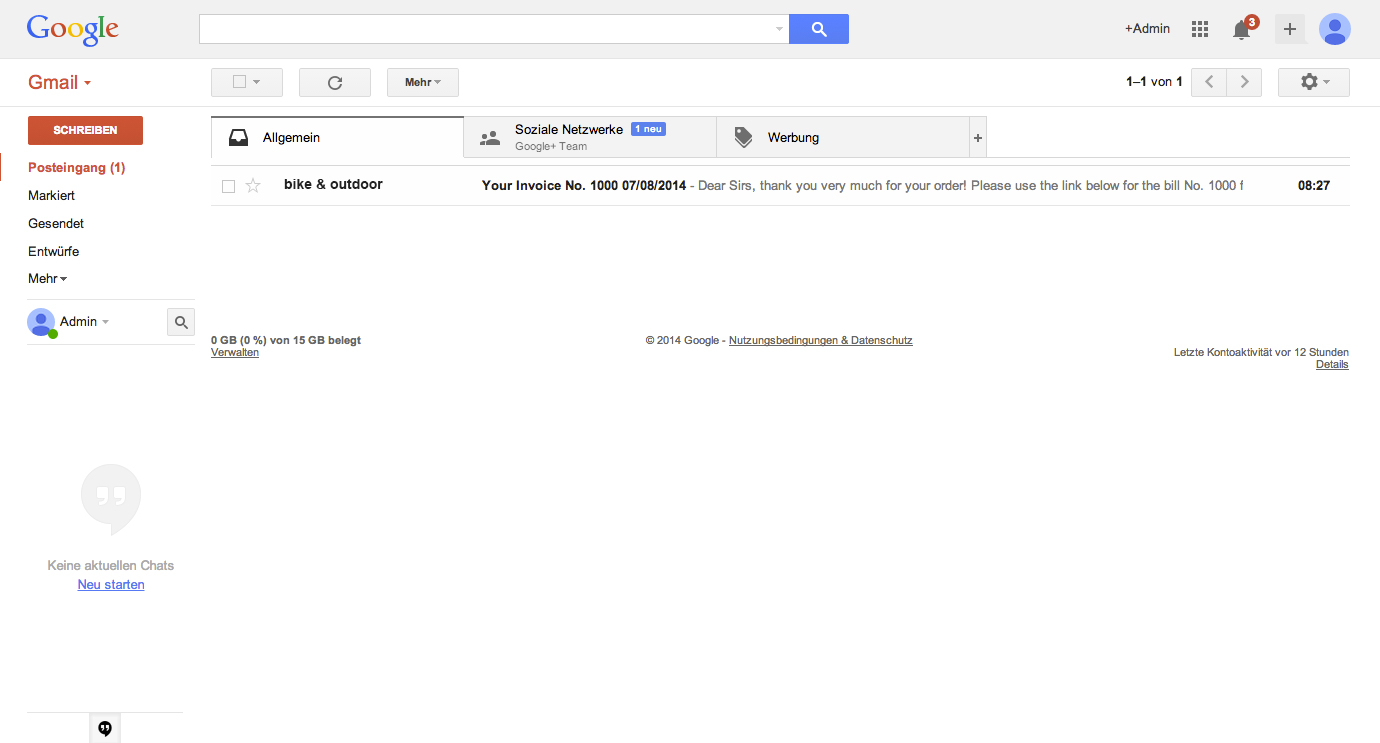 Google
+Admin
3
Gmail
Mehr
1–1 von 1
SCHREIBEN
Posteingang (1)
Markiert
Gesendet
Entwürfe
Mehr
Admin
Allgemein
Soziale Netzwerke 1 neu
Google+ Team
Werbung
+
bike & outdoor Your Invoice No. 1000 07/08/2014 - Dear Sirs, thank you very much for your order! Please use the link below for the bill No. 1000 f 08:27
0 GB (0 %) von 15 GB belegt
Verwalten
© 2014 Google - Nutzungsbedingungen & Datenschutz
Letzte Kontoaktivität vor 12 Stunden
Details
Keine aktuellen Chats
Neu starten